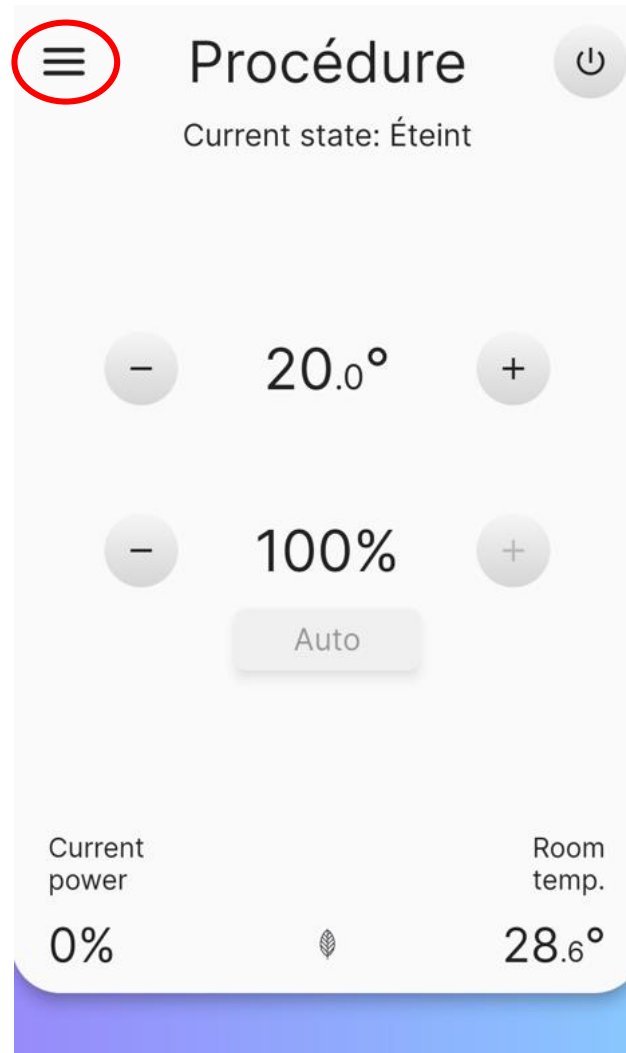 Procédure
Current state: Éteint
− 20.0° +
− 100% +
Auto
Current power
Room temp.
0%
28.6°